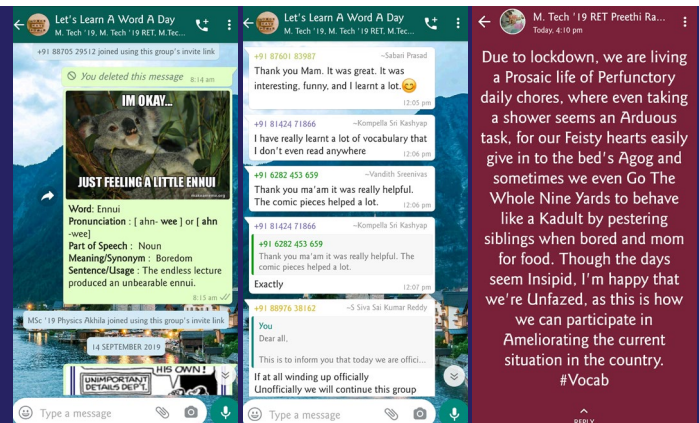 Let's Learn A Word A Day
M. Tech '19, M. Tech '19 RET, M.Tec...
+91 88705 29512 joined using this group's invite link
You deleted this message 8:14 am
IM OKAY...
JUST FEELING A LITTLE ENNUI
Word: Ennui
Pronunciation : [ ahn- wee ] or [ ahn
-wee]
Part of Speech : Noun
Meaning/Synonym : Boredom
Sentence/Usage : The endless lecture
produced an unbearable ennui.
8:15 am
MSc '19 Physics Akhila joined using this group's invite link
14 SEPTEMBER 2019
UNIMPORTANT
DETAILS DEP'T.
HIS OWN!
Type a message
Let's Learn A Word A Day
M. Tech '19, M. Tech '19 RET, M.Tec...
+91 87601 83987 ~Sabari Prasad
Thank you Mam. It was great. It was
interesting, funny, and I learnt a lot.😊
12:05 pm
+91 81424 71866 ~Kompella Sri Kashyap
I have really learnt a lot of vocabulary that
I don't even read anywhere 12:06 pm
+91 6282 453 659 ~Vandith Sreenivas
Thank you ma'am it was really helpful.
The comic pieces helped a lot. 12:06 pm
+91 81424 71866 ~Kompella Sri Kashyap
+91 6282 453 659
Thank you ma'am it was really helpful. The
comic pieces helped a lot.
Exactly 12:07 pm
+91 88976 38162 ~S Siva Sai Kumar Reddy
You
Dear all,
This is to inform you that today we are offici...
If at all winding up officially
Unofficially we will continue this group
Type a message
M. Tech '19 RET Preethi Ra...
Today, 4:10 pm
Due to lockdown, we are living
a Prosaic life of Perfunctory
daily chores, where even taking
a shower seems an Arduous
task, for our Feisty hearts easily
give in to the bed's Agog and
sometimes we even Go The
Whole Nine Yards to behave
like a Kadult by pestering
siblings when bored and mom
for food. Though the days
seem Insipid, I'm happy that
we're Unfazed, as this is how
we can participate in
Ameliorating the current
situation in the country.
#Vocab
REPLY